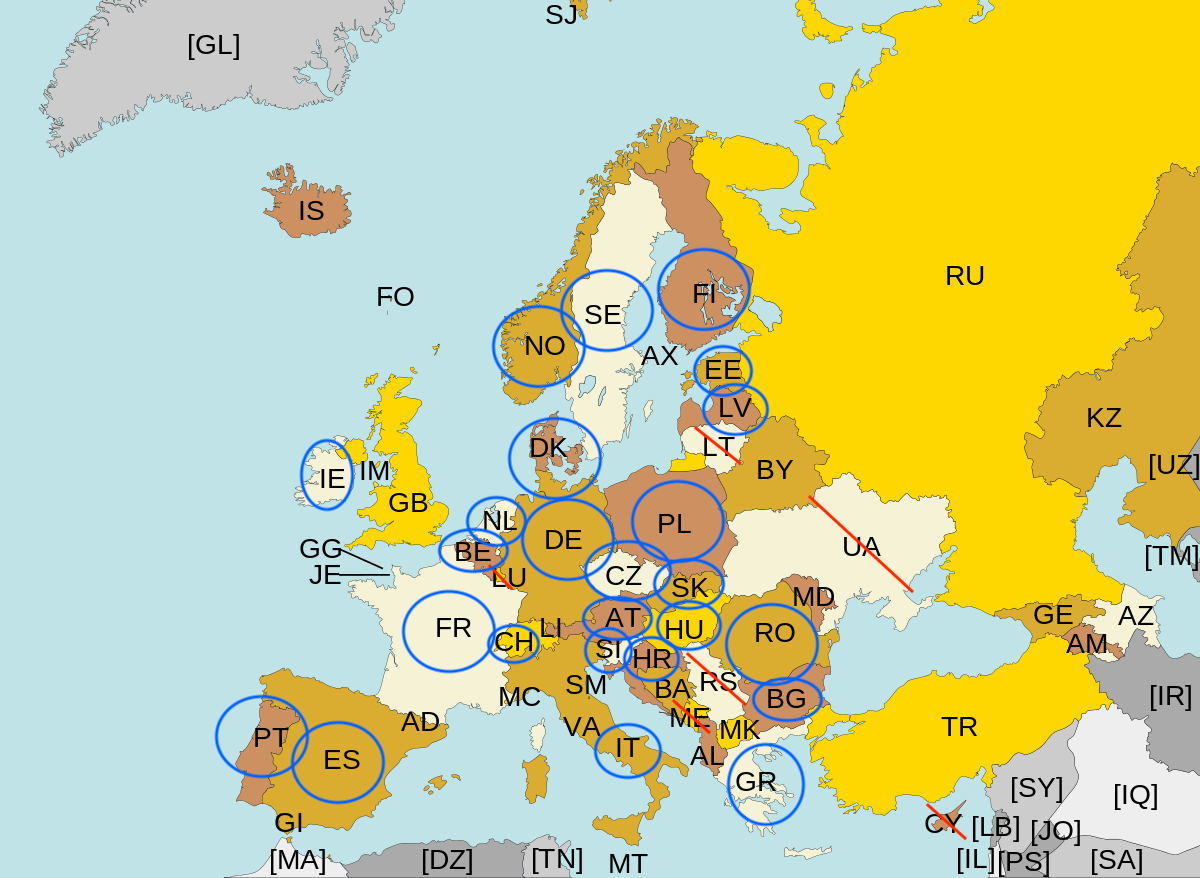 SJ
[GL]
IS
FO
RU
SE
FI
NO
AX
EE
LV
LT
KZ
DK
BY
[UZ]
IE
IM
GB
NL
PL
DE
UA
GG
BE
[TM]
JE
LU
CZ
SK
MD
GE
AZ
FR
LI
AT
HU
RO
CH
AM
SI
HR
BA
RS
SM
MC
BG
[IR]
AD
VA
ME
MK
TR
PT
IT
AL
ES
GR
[SY]
[IQ]
GI
CY
[LB]
[JO]
[MA]
[DZ]
[TN]
MT
[IL]
[PS]
[SA]